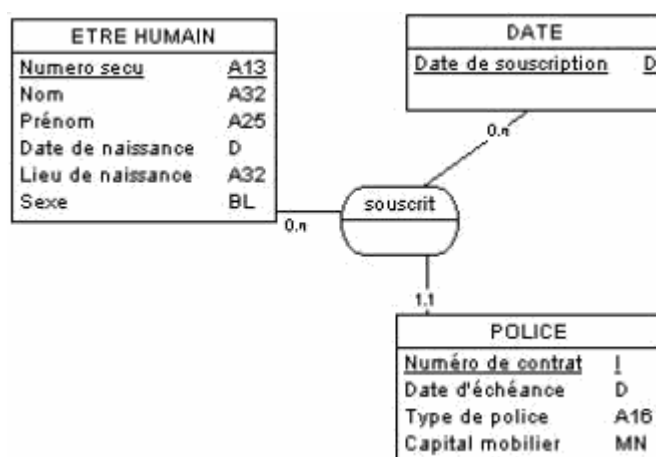 ETRE HUMAIN
Numero secu A13
Nom A32
Prénom A25
Date de naissance D
Lieu de naissance A32
Sexe BL
DATE
Date de souscription D
0.n
souscrit
0.n
1.1
POLICE
Numéro de contrat I
Date d'échéance D
Type de police A16
Capital mobilier MN